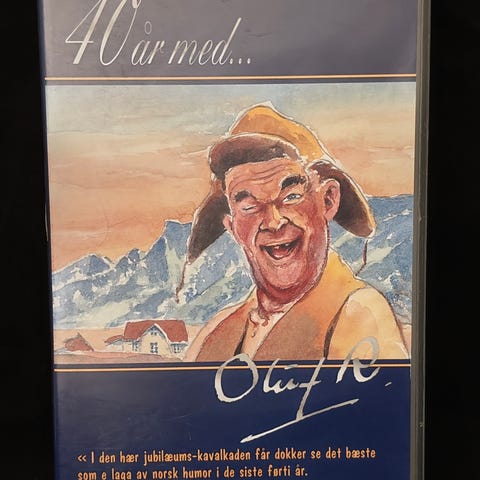 40 år med...
Oluf R.
« I den hær jubilæums-kavalkaden får dokker se det bæste
som e laga av norsk humor i de siste førti år.